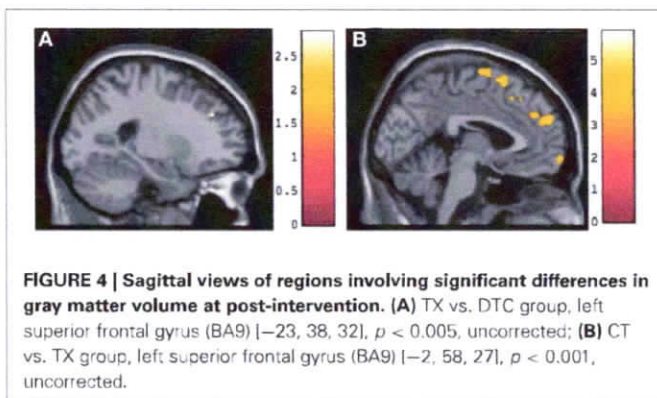 A
B
2.5
2
1.5
1
0.5
0
5
4
3
2
1
0
FIGURE 4 | Sagittal views of regions involving significant differences in
gray matter volume at post-intervention. (A) TX vs. DTC group, left
superior frontal gyrus (BA9) [−23, 38, 32], p < 0.005, uncorrected; (B) CT
vs. TX group, left superior frontal gyrus (BA9) [−2, 58, 27], p < 0.001,
uncorrected.